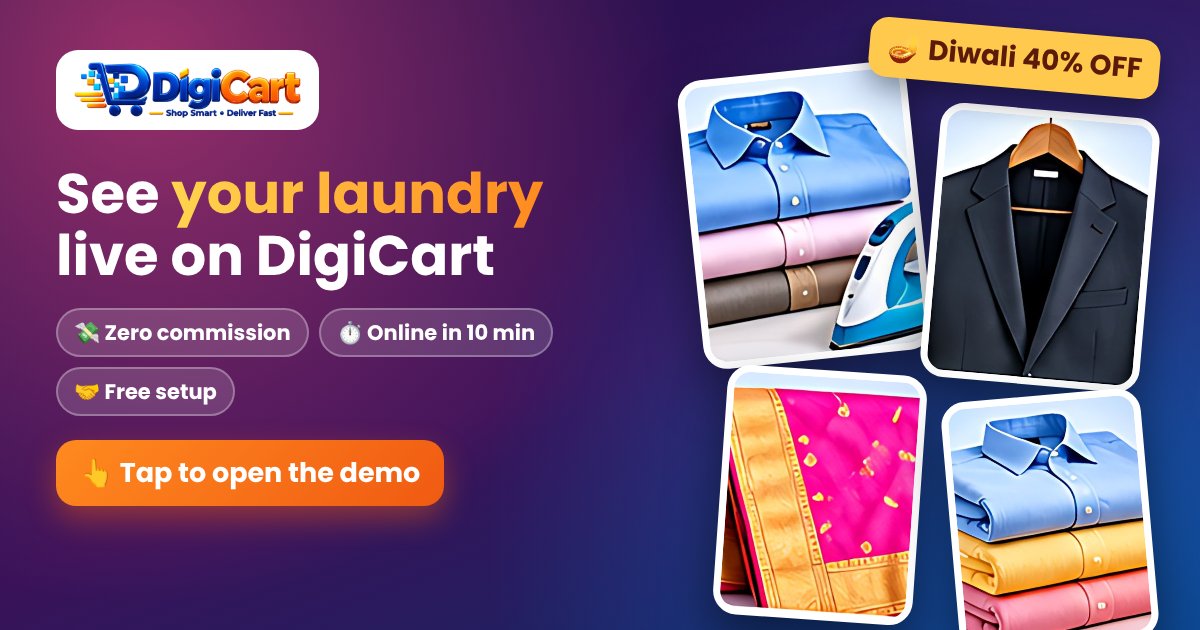 DigiCart
Shop Smart • Deliver Fast
Diwali 40% OFF
See your laundry
live on DigiCart
Zero commission
Online in 10 min
Free setup
Tap to open the demo